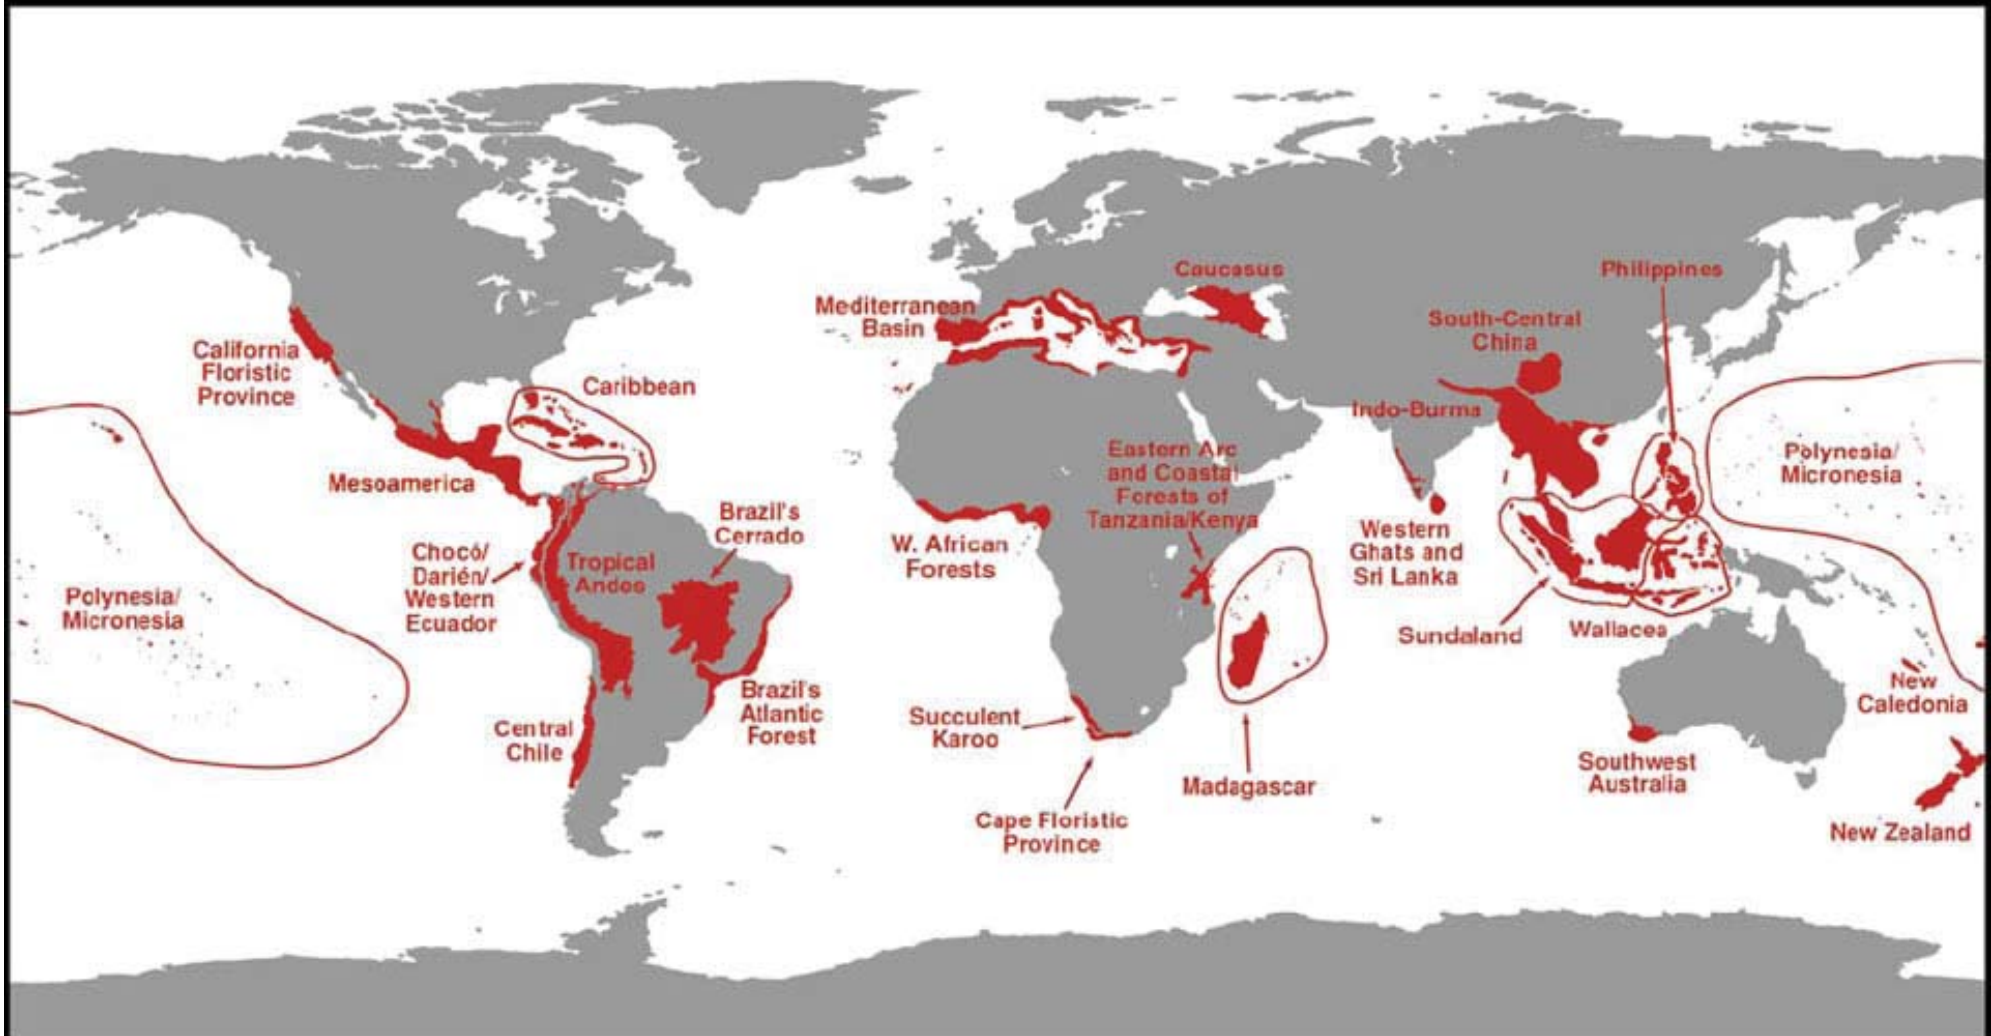 Caucasus
Philippines
Mediterranean
Basin
South-Central
China
California
Floristic
Province
Caribbean
Indo-Burma
Eastern Arc
and Coastal
Forests of
Tanzania/Kenya
Polynesia/
Micronesia
Mesoamerica
Brazil's
Cerrado
Western
Ghats and
Sri Lanka
W. African
Forests
Chocó/
Darién/
Western
Ecuador
Tropical
Andes
Polynesia/
Micronesia
Sundaland
Wallacea
New
Caledonia
Brazil's
Atlantic
Forest
Central
Chile
Succulent
Karoo
Madagascar
Southwest
Australia
Cape Floristic
Province
New Zealand